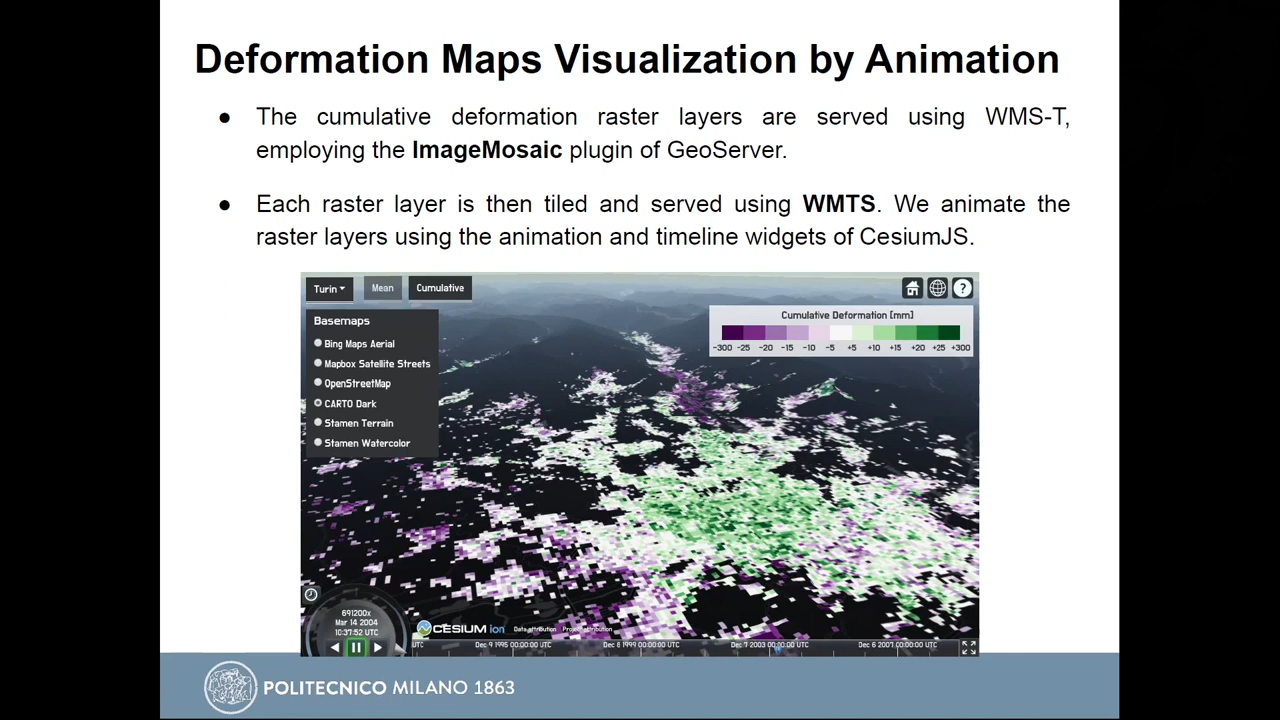 Deformation Maps Visualization by Animation
● The cumulative deformation raster layers are served using WMS-T,
employing the ImageMosaic plugin of GeoServer.
● Each raster layer is then tiled and served using WMTS. We animate the
raster layers using the animation and timeline widgets of CesiumJS.
Turin Mean Cumulative
?
Basemaps
Bing Maps Aerial
Mapbox Satellite Streets
OpenStreetMap
CARTO Dark
Stamen Terrain
Stamen Watercolor
Cumulative Deformation [mm]
-300 -25 -20 -15 -10 -5 +5 +10 +15 +20 +25 +300
691200x
Mar 14 2004
10:37:52 UTC
CESIUM ion Data attribution
UTC Dec 9 1995 00:00:00 UTC Dec 8 1999 00:00:00 UTC Dec 7 2003 00:00:00 UTC Dec 6 2007 00:00:00 UTC
POLITECNICO MILANO 1863